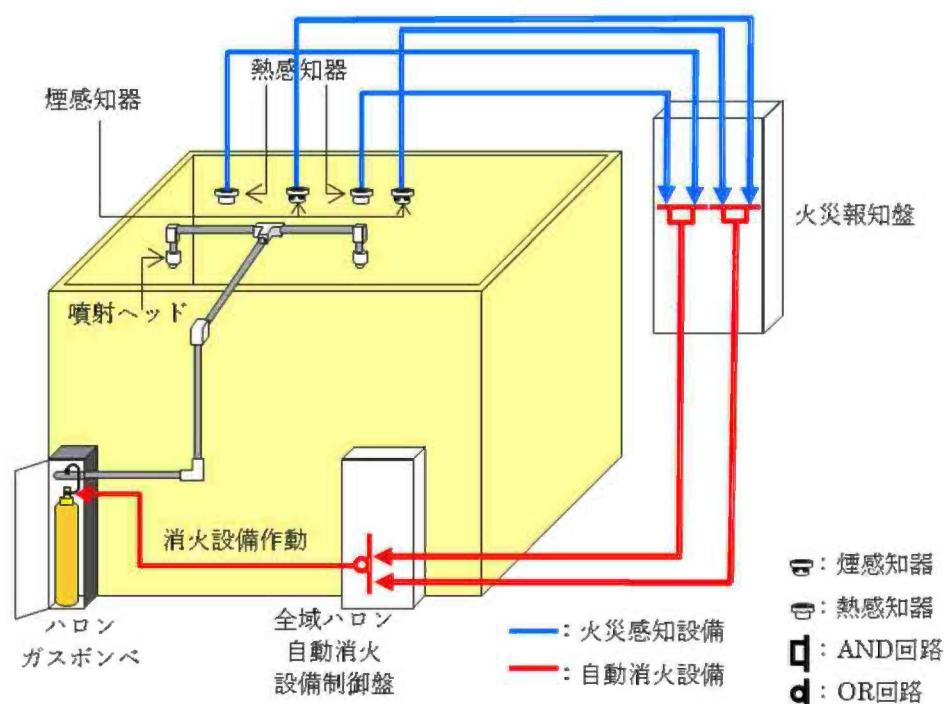 熱感知器
煙感知器
火災報知盤
噴射ヘッド
消火設備作動
ハロン
ガスボンベ
全域ハロン
自動消火
設備制御盤
：火災感知設備
：自動消火設備
：煙感知器
：熱感知器
：AND回路
：OR回路